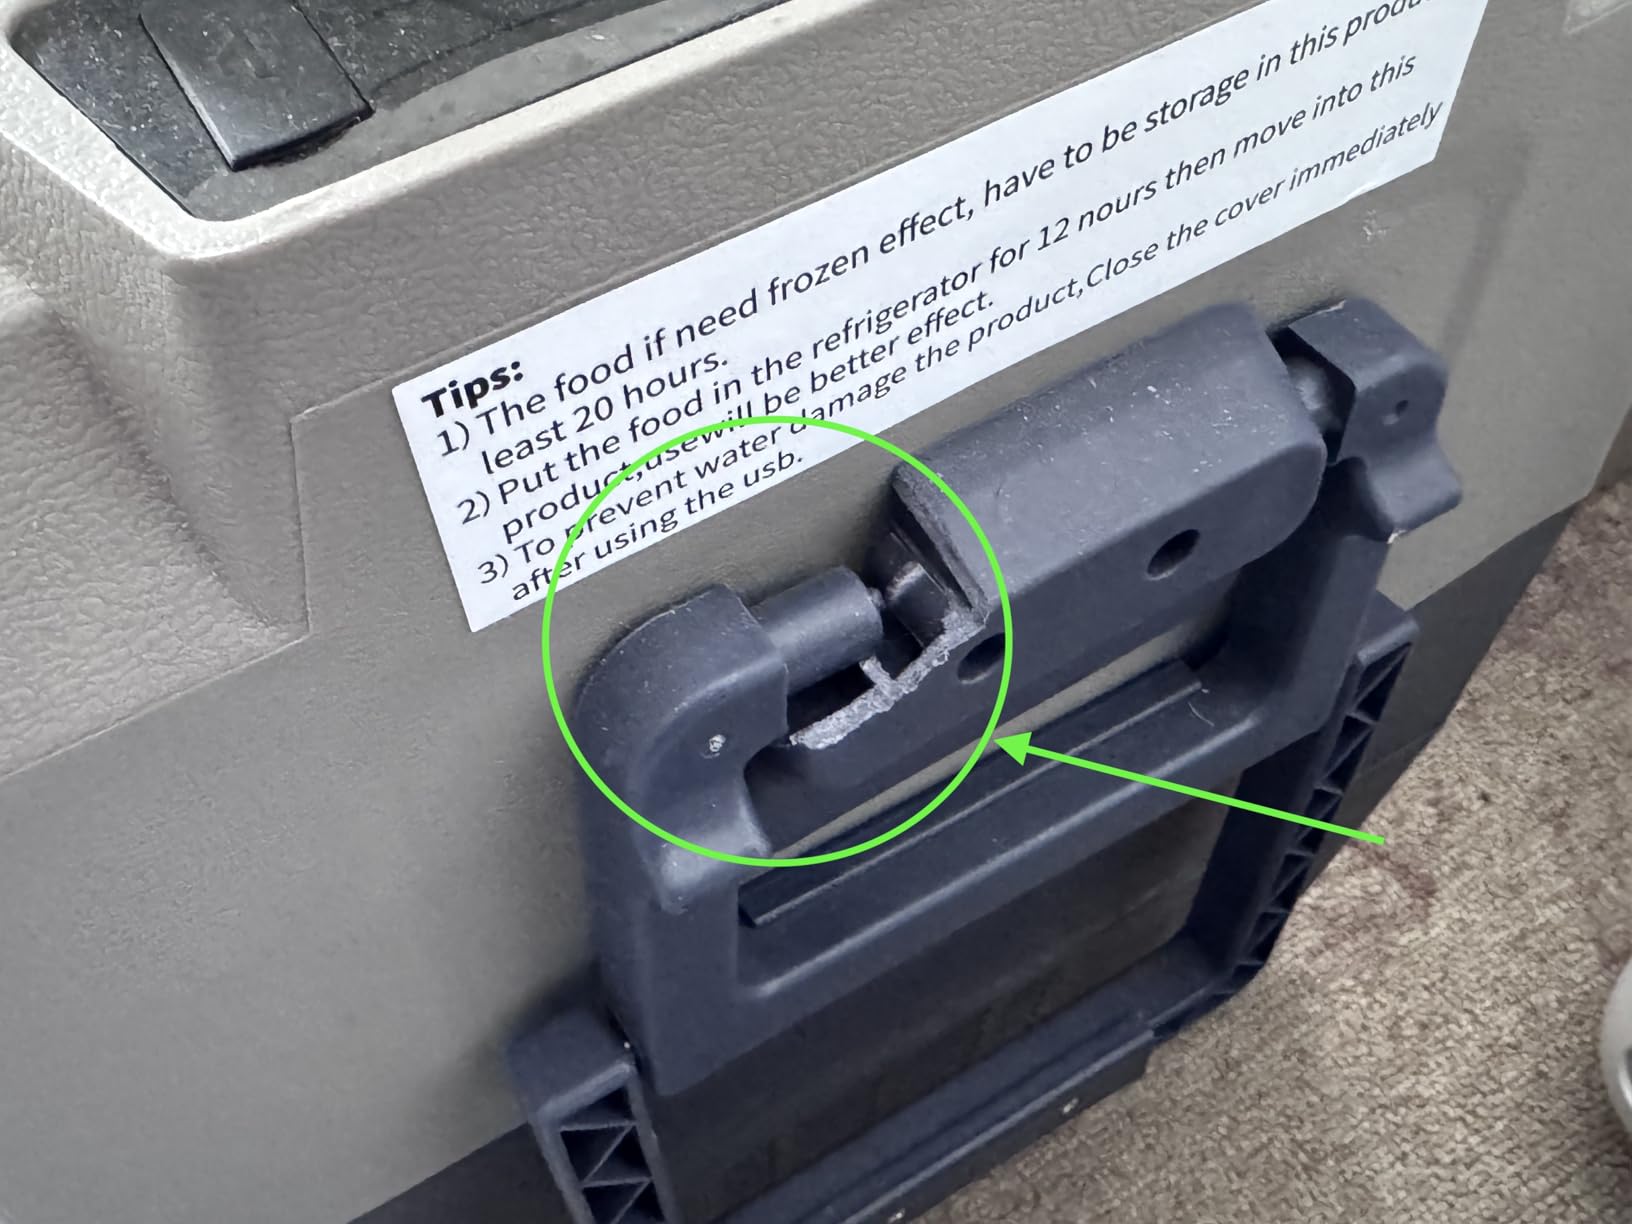 Tips:
1) The food if need frozen effect, have to be storage in this produ
least 20 hours.
2) Put the food in the refrigerator for 12 nours then move into this
product,usewill be better effect.
3) To prevent water damage the product,Close the cover immediately
after using the usb.